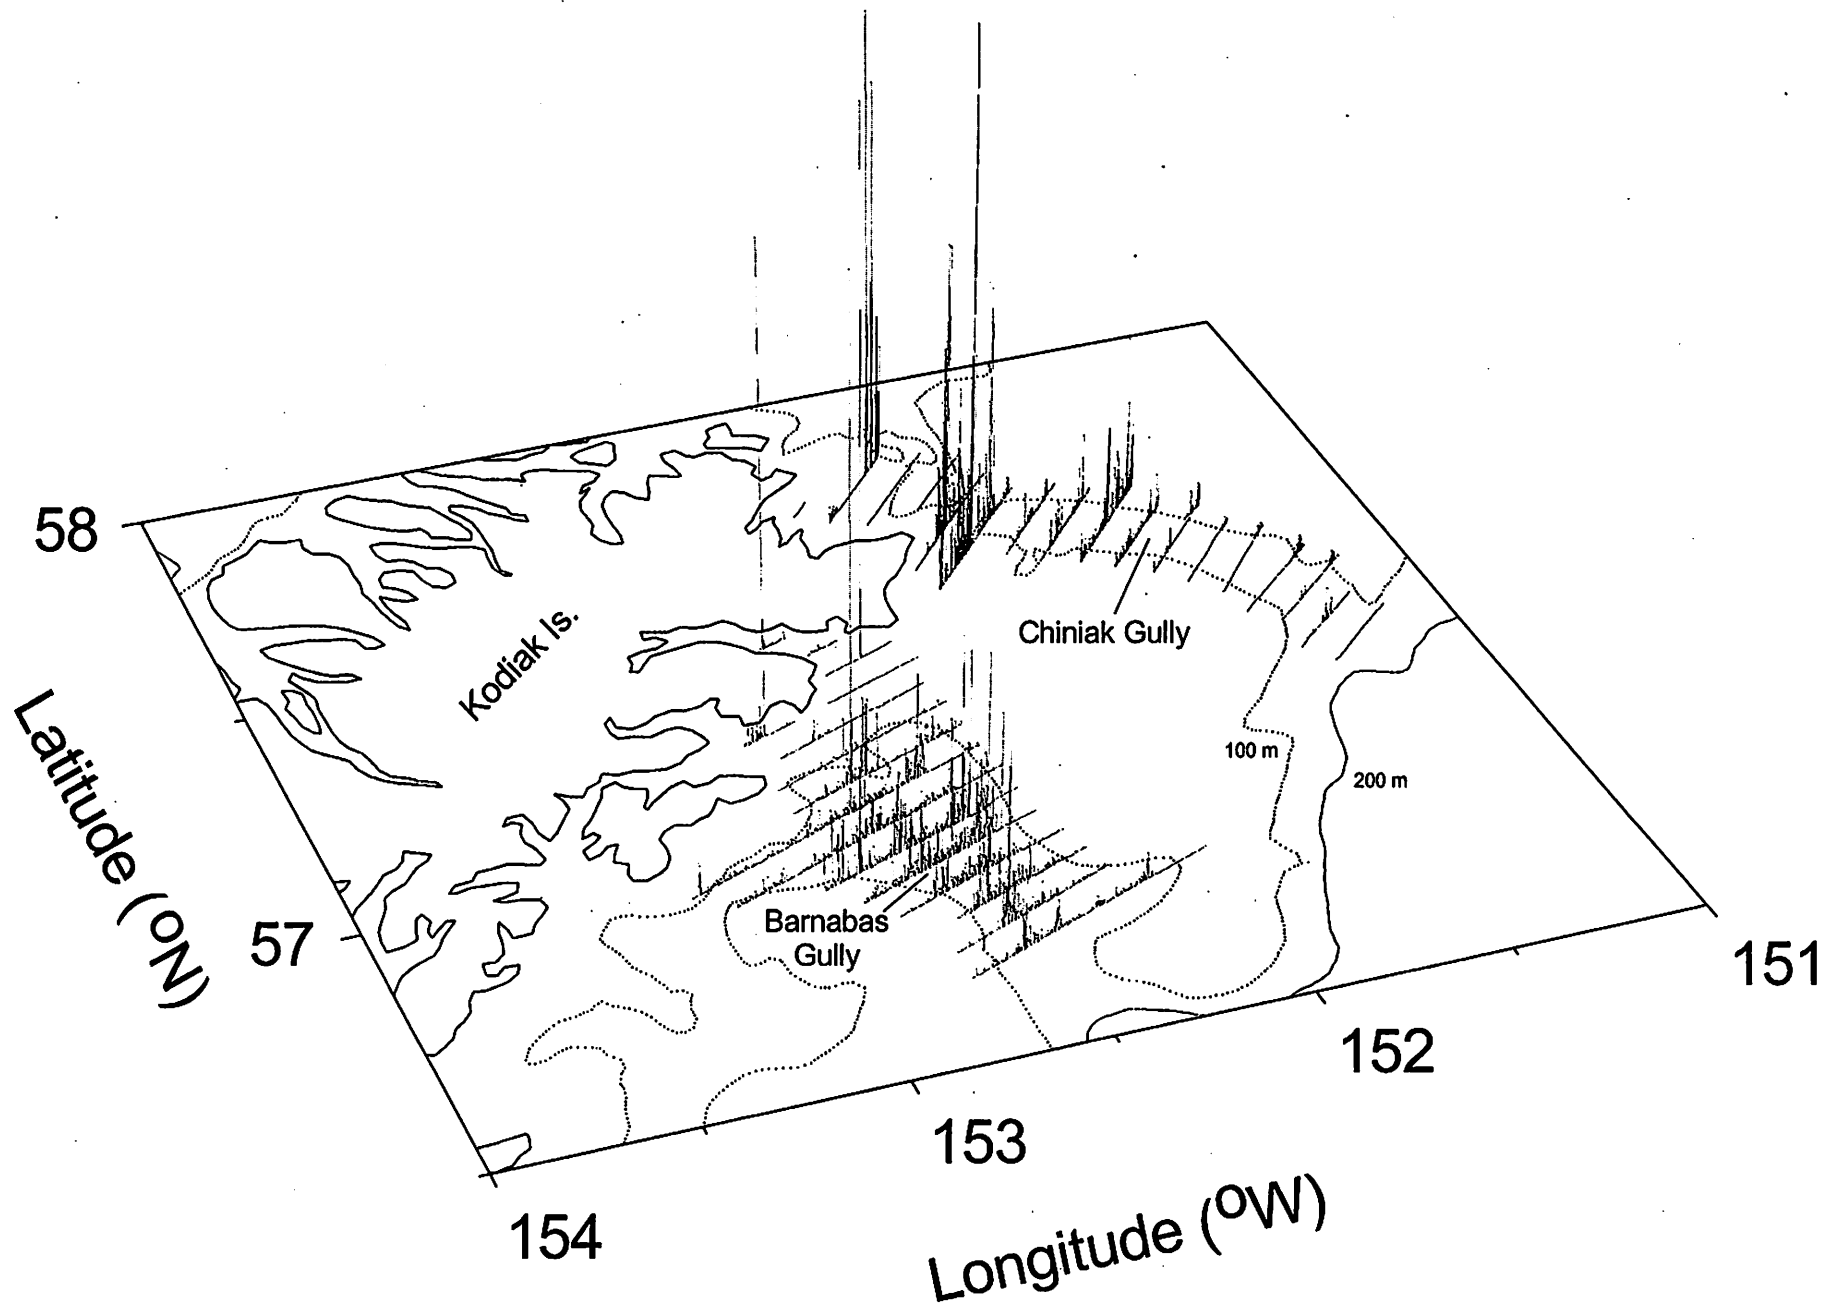 58
Kodiak Is.
Chiniak Gully
Latitude (ºN)
100 m
200 m
57
Barnabas
Gully
151
152
153
154
Longitude (ºW)